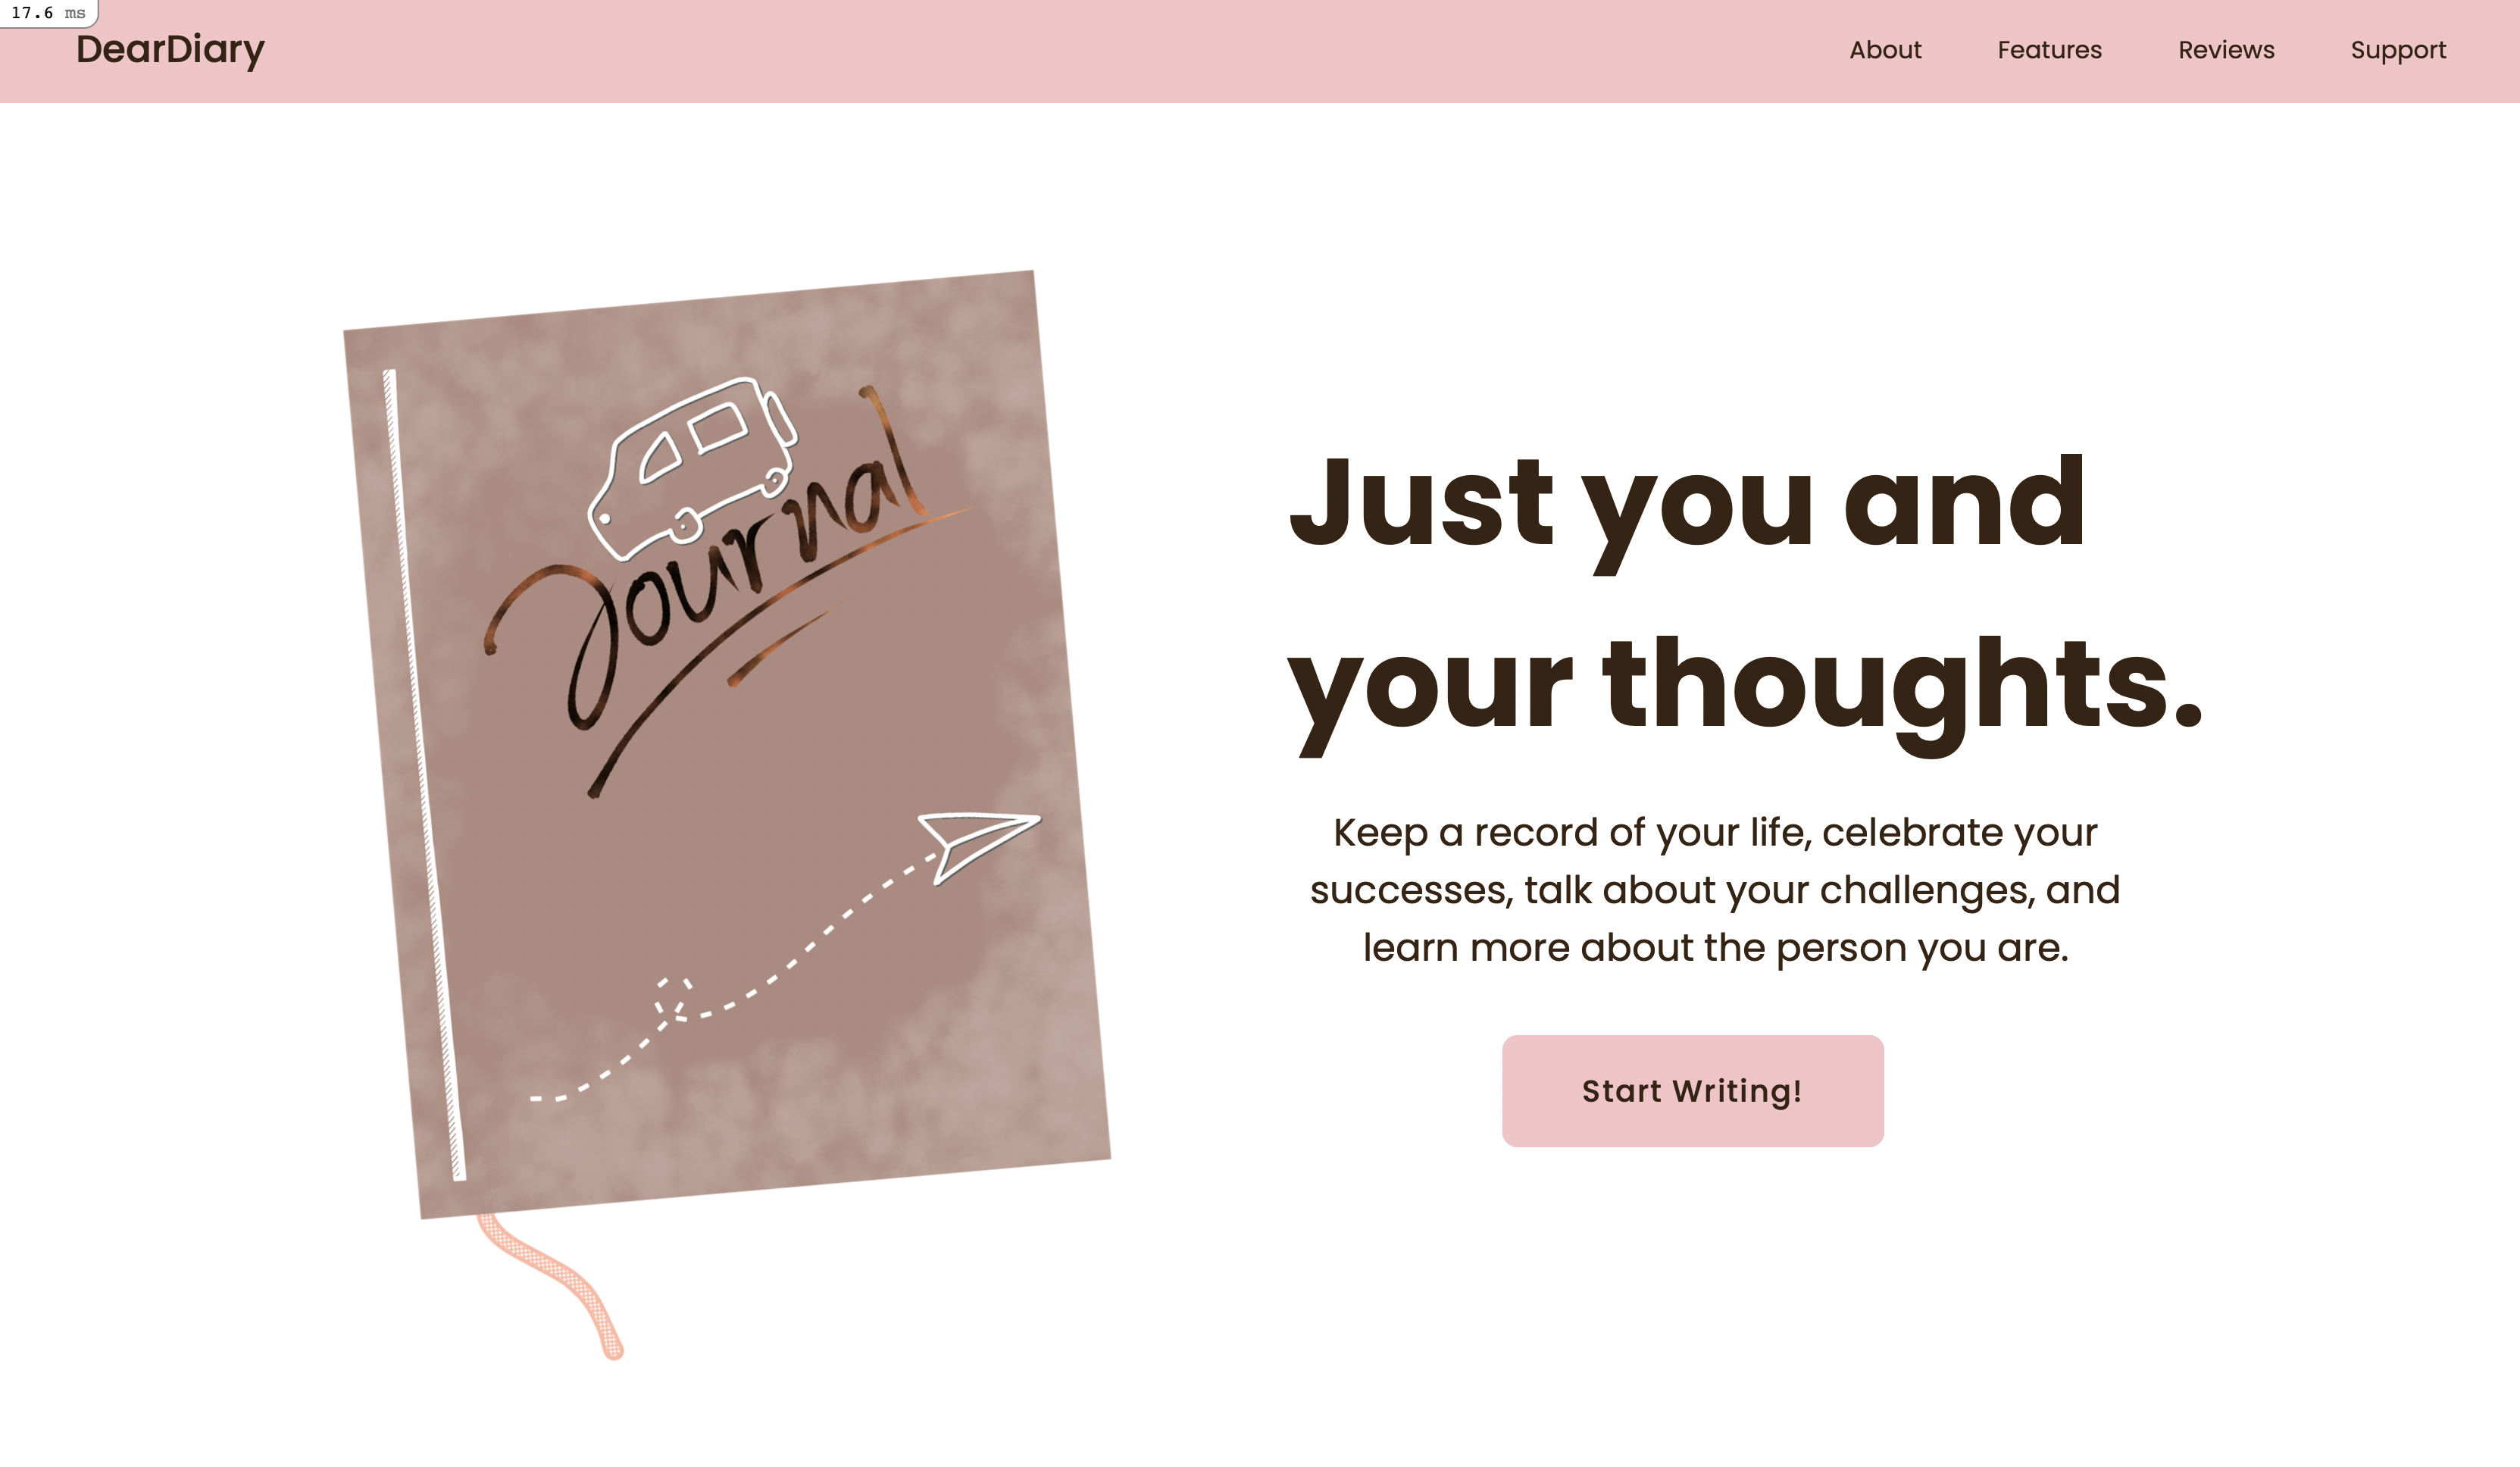 17.6 ms
DearDiary
About Features Reviews Support
Journal
Just you and
your thoughts.
Keep a record of your life, celebrate your
successes, talk about your challenges, and
learn more about the person you are.
Start Writing!